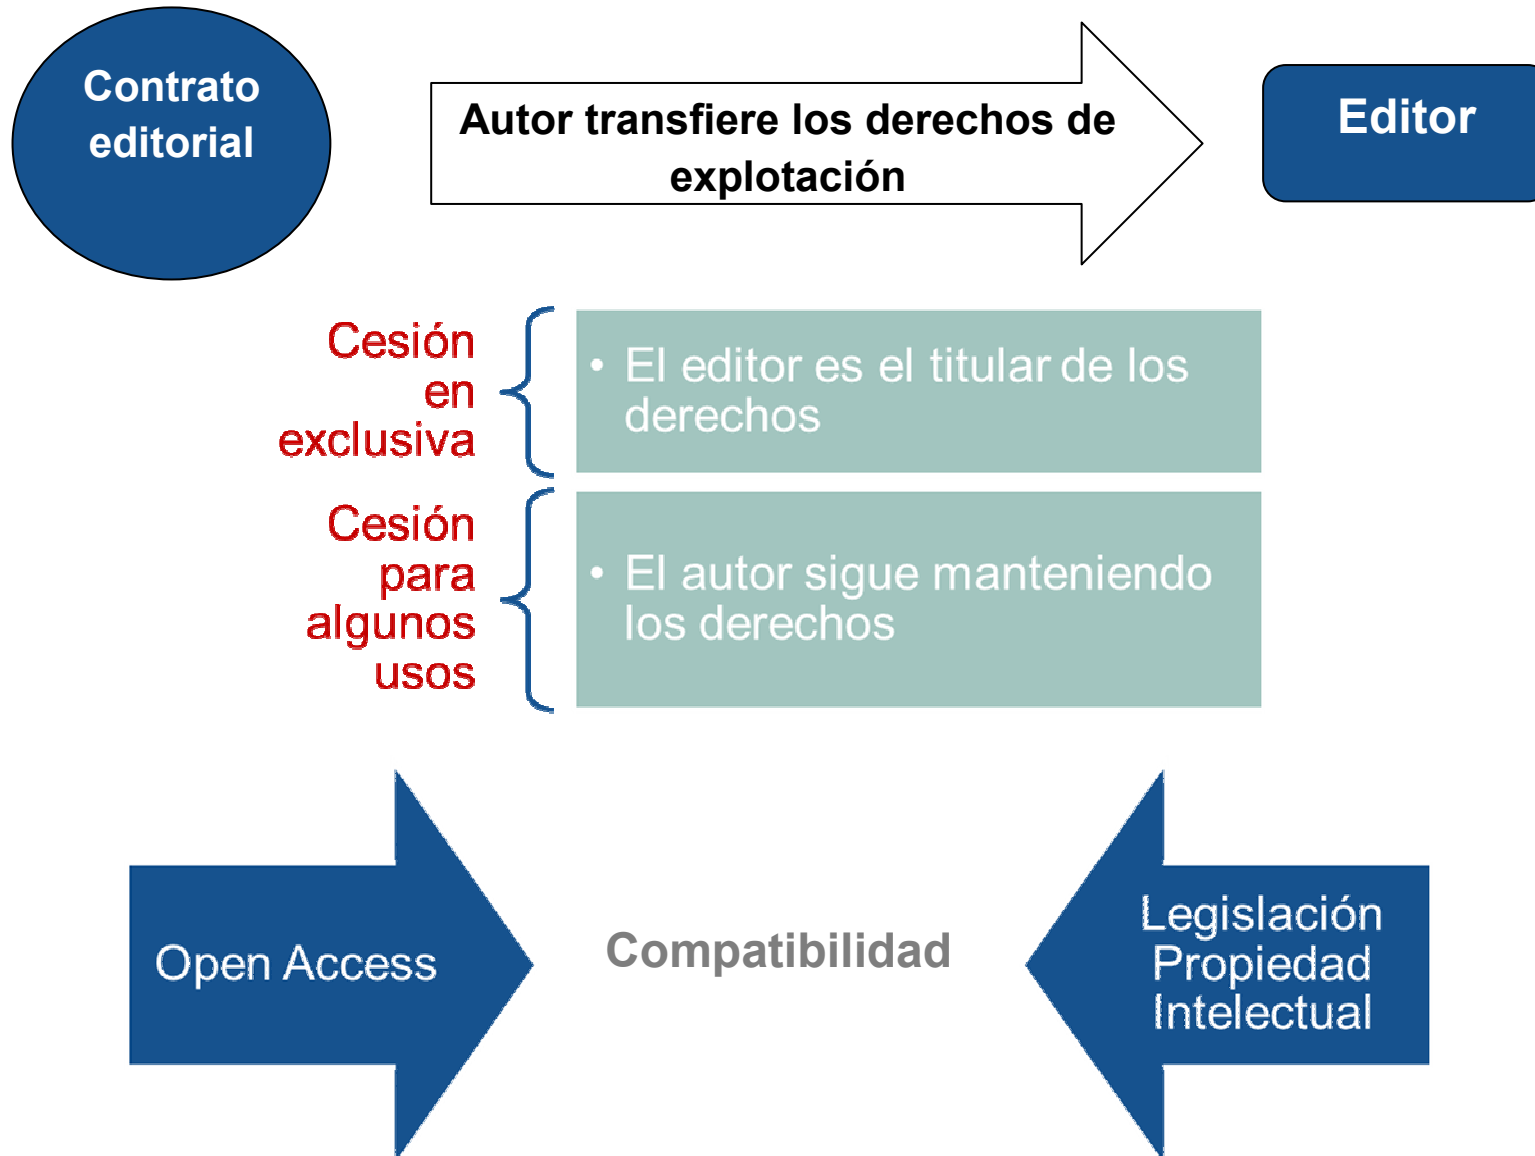 Contrato
editorial
Autor transfiere los derechos de
explotación
Editor
Cesión
en
exclusiva
• El editor es el titular de los
derechos
Cesión
para
algunos
usos
• El autor sigue manteniendo
los derechos
Open Access
Compatibilidad
Legislación
Propiedad
Intelectual